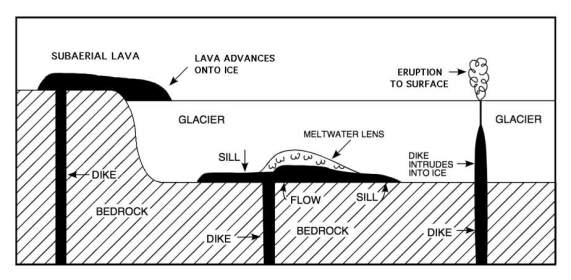 SUBAERIAL LAVA
LAVA ADVANCES
ONTO ICE
ERUPTION
TO SURFACE
GLACIER
GLACIER
MELTWATER LENS
SILL
DIKE
INTRUDES
INTO ICE
DIKE
FLOW
SILL
BEDROCK
DIKE
BEDROCK
DIKE